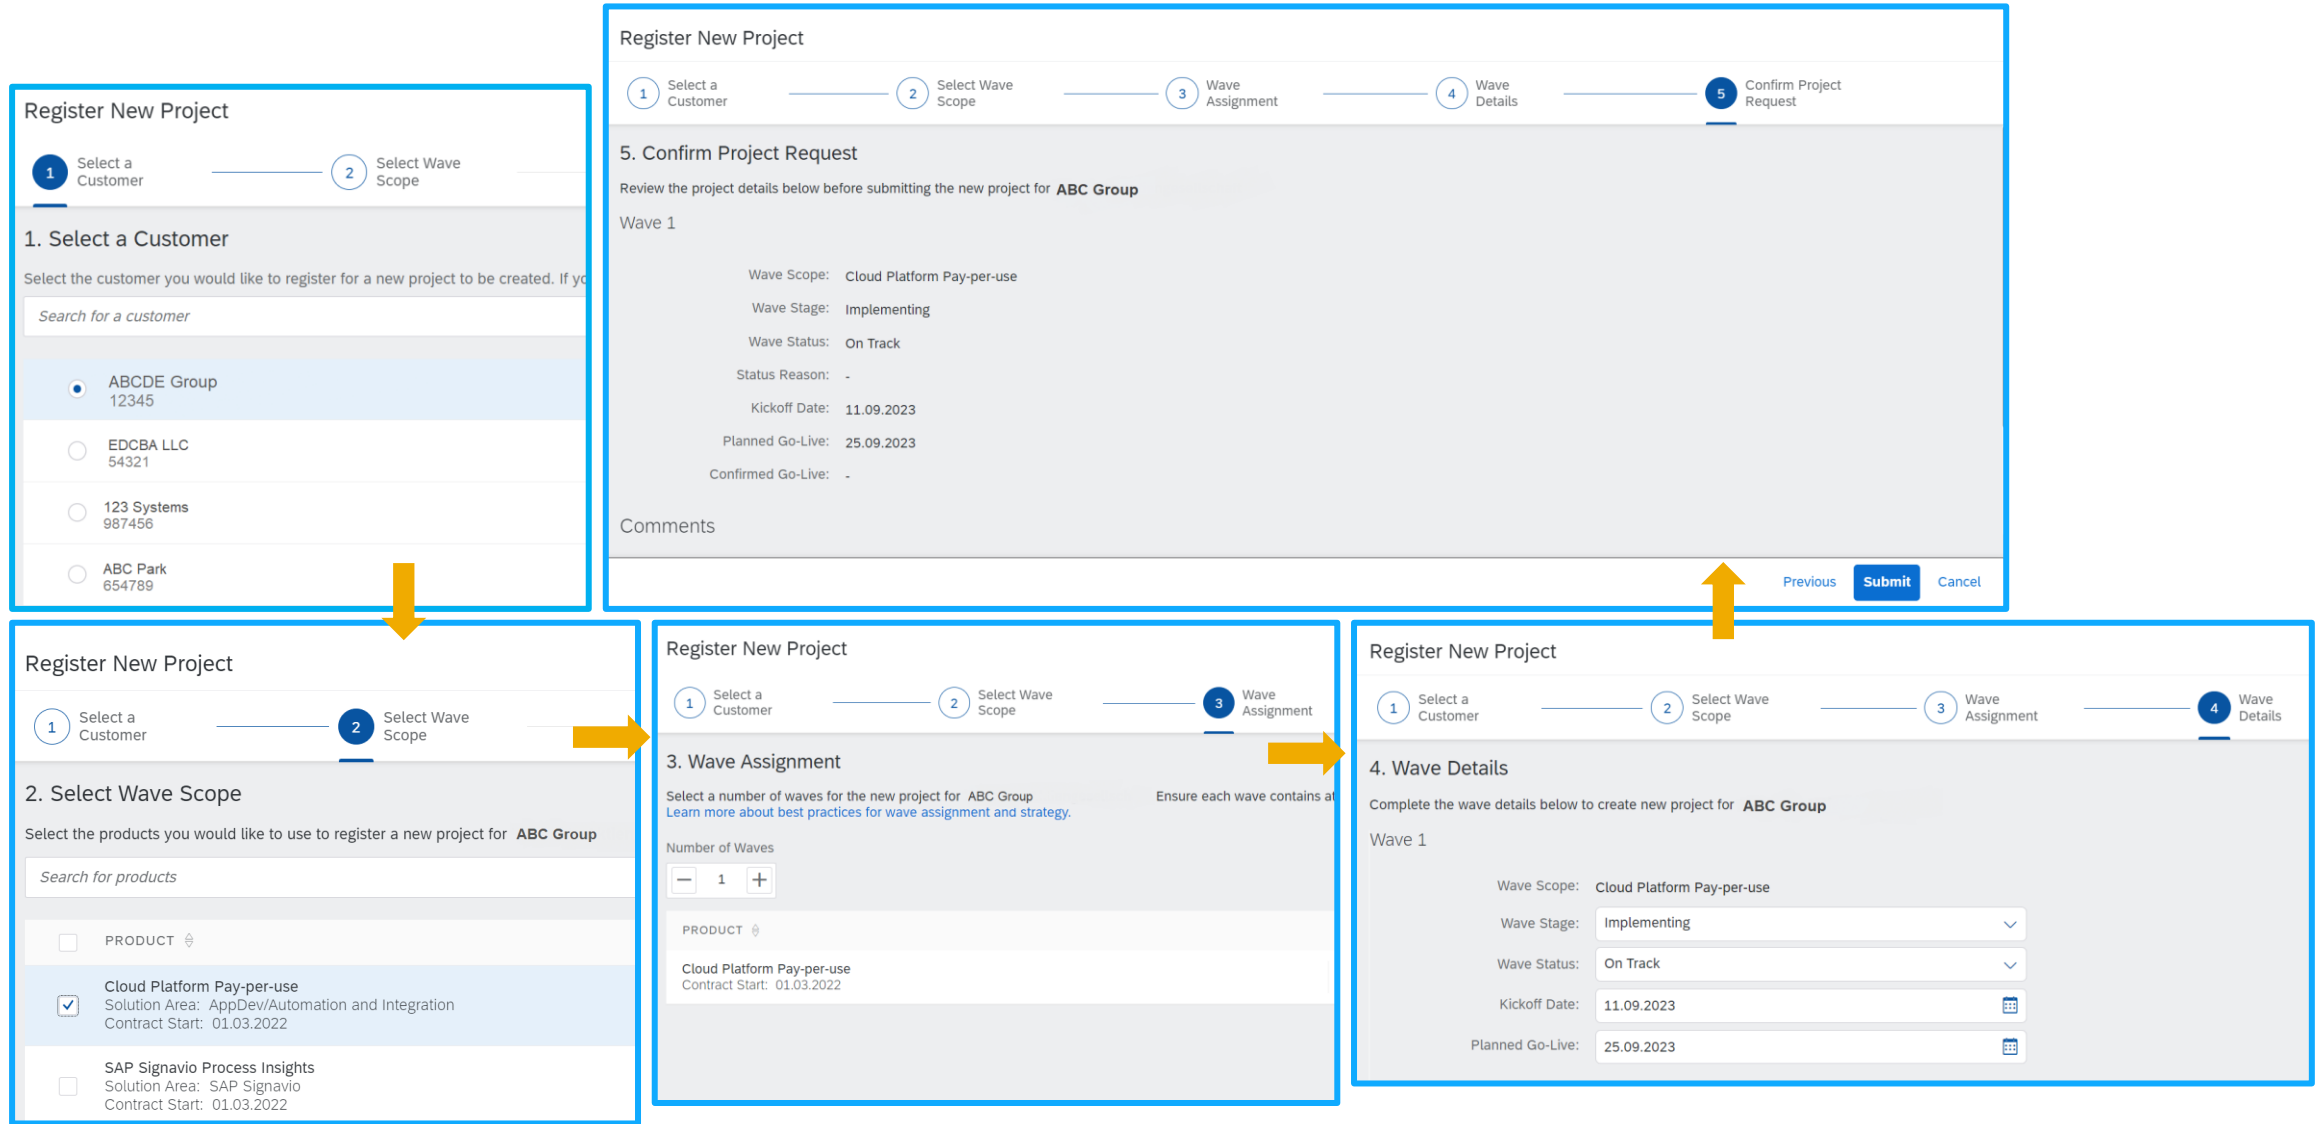 Register New Project
1
Select a
Customer
2
Select Wave
Scope
1. Select a Customer
Select the customer you would like to register for a new project to be created. If yo
Search for a customer
ABCDE Group
12345
EDCBA LLC
54321
123 Systems
987456
ABC Park
654789
Register New Project
1
Select a
Customer
2
Select Wave
Scope
2. Select Wave Scope
Select the products you would like to use to register a new project for ABC Group
Search for products
PRODUCT
Cloud Platform Pay-per-use
Solution Area: AppDev/Automation and Integration
Contract Start: 01.03.2022
SAP Signavio Process Insights
Solution Area: SAP Signavio
Contract Start: 01.03.2022
Register New Project
1
Select a
Customer
2
Select Wave
Scope
3
Wave
Assignment
3. Wave Assignment
Select a number of waves for the new project for ABC Group Ensure each wave contains at
Learn more about best practices for wave assignment and strategy.
Number of Waves
1
PRODUCT
Cloud Platform Pay-per-use
Contract Start: 01.03.2022
Register New Project
1
Select a
Customer
2
Select Wave
Scope
3
Wave
Assignment
4
Wave
Details
4. Wave Details
Complete the wave details below to create new project for ABC Group
Wave 1
Wave Scope: Cloud Platform Pay-per-use
Wave Stage: Implementing
Wave Status: On Track
Kickoff Date: 11.09.2023
Planned Go-Live: 25.09.2023
Register New Project
1
Select a
Customer
2
Select Wave
Scope
3
Wave
Assignment
4
Wave
Details
5
Confirm Project
Request
5. Confirm Project Request
Review the project details below before submitting the new project for ABC Group
Wave 1
Wave Scope: Cloud Platform Pay-per-use
Wave Stage: Implementing
Wave Status: On Track
Status Reason: -
Kickoff Date: 11.09.2023
Planned Go-Live: 25.09.2023
Confirmed Go-Live: -
Comments
Previous Submit Cancel